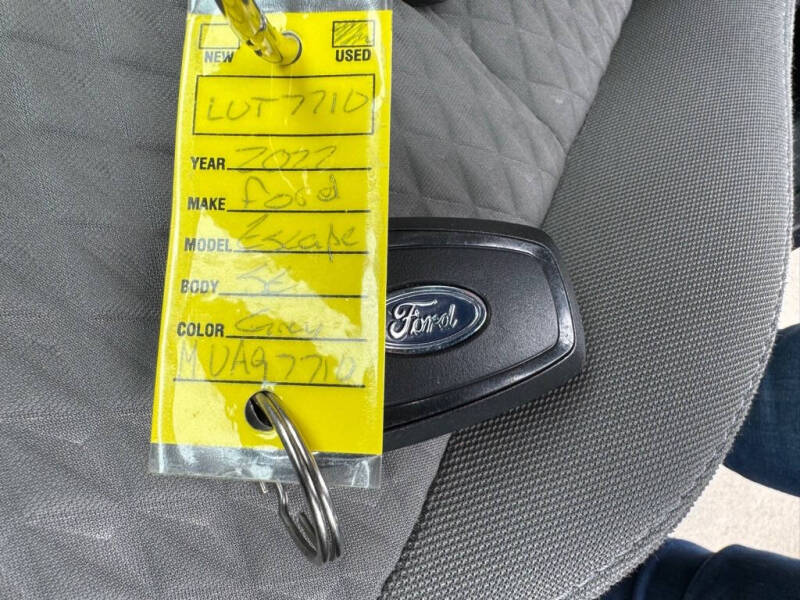 NEW USED
LOT 7710
YEAR 2022
MAKE Ford
MODEL Escape
BODY SE
COLOR Grey
MUA97710
Ford